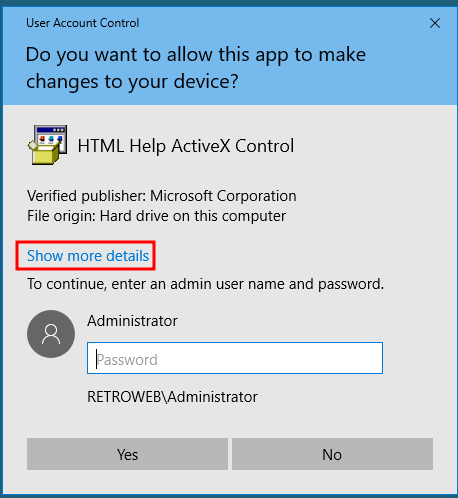 User Account Control
Do you want to allow this app to make
changes to your device?
HTML Help ActiveX Control
Verified publisher: Microsoft Corporation
File origin: Hard drive on this computer
Show more details
To continue, enter an admin user name and password.
Administrator
Password
RETROWEB\Administrator
Yes
No